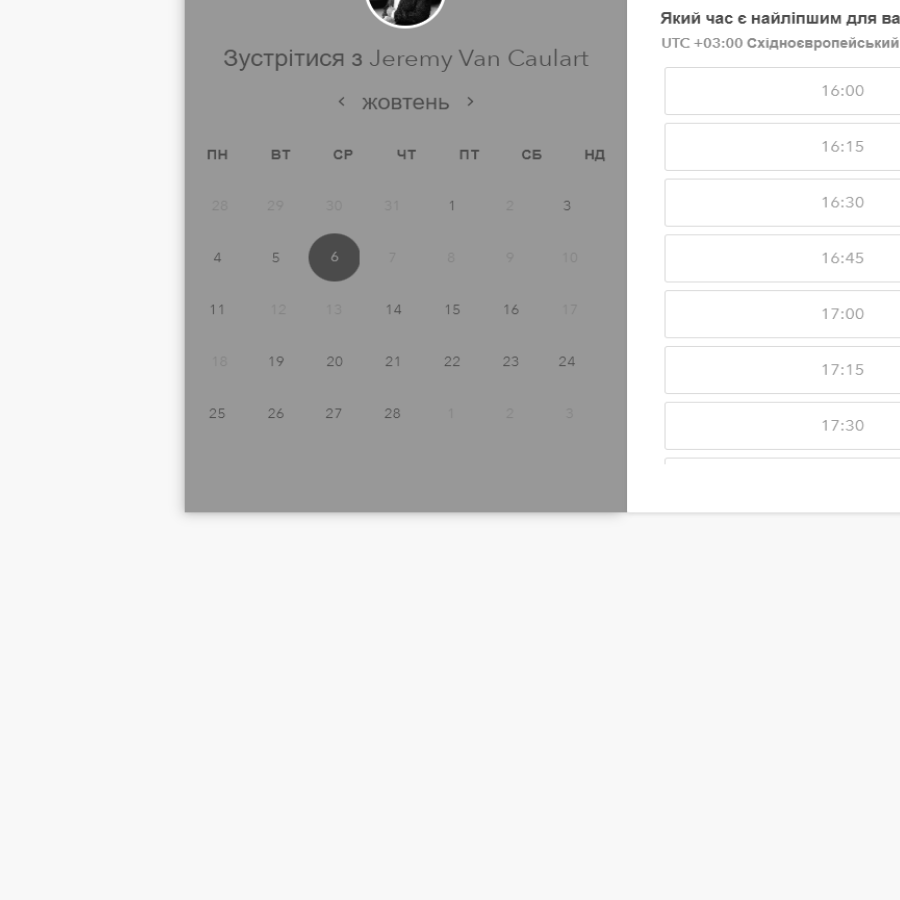 Зустрітися з Jeremy Van Caulart
‹ жовтень ›
ПН ВТ СР ЧТ ПТ СБ НД
28 29 30 31 1 2 3
4 5 6 7 8 9 10
11 12 13 14 15 16 17
18 19 20 21 22 23 24
25 26 27 28 1 2 3
Який час є найліпшим для ва
UTC +03:00 Східноєвропейський
16:00
16:15
16:30
16:45
17:00
17:15
17:30